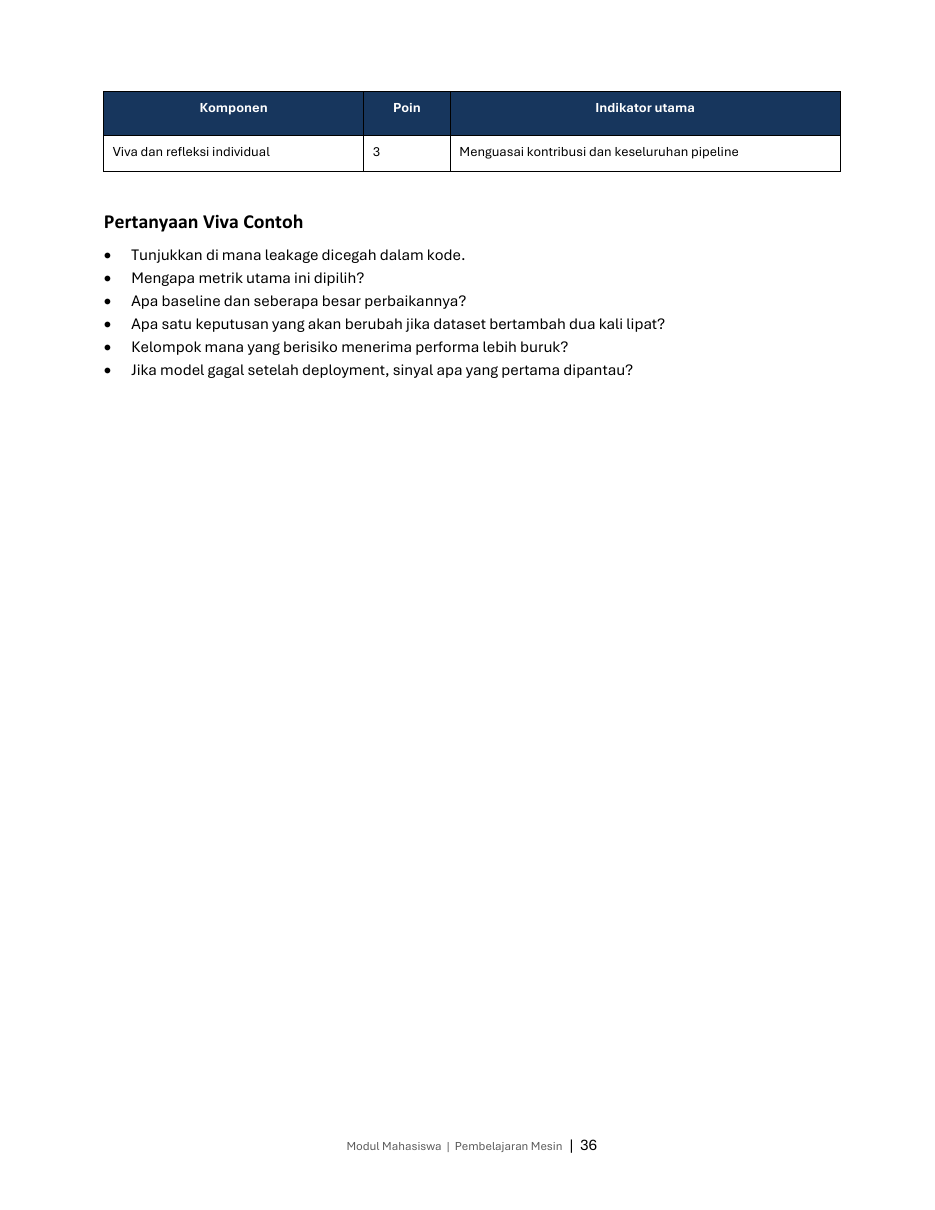 Komponen Poin Indikator utama
Viva dan refleksi individual 3 Menguasai kontribusi dan keseluruhan pipeline
Pertanyaan Viva Contoh
• Tunjukkan di mana leakage dicegah dalam kode.
• Mengapa metrik utama ini dipilih?
• Apa baseline dan seberapa besar perbaikannya?
• Apa satu keputusan yang akan berubah jika dataset bertambah dua kali lipat?
• Kelompok mana yang berisiko menerima performa lebih buruk?
• Jika model gagal setelah deployment, sinyal apa yang pertama dipantau?
Modul Mahasiswa | Pembelajaran Mesin | 36